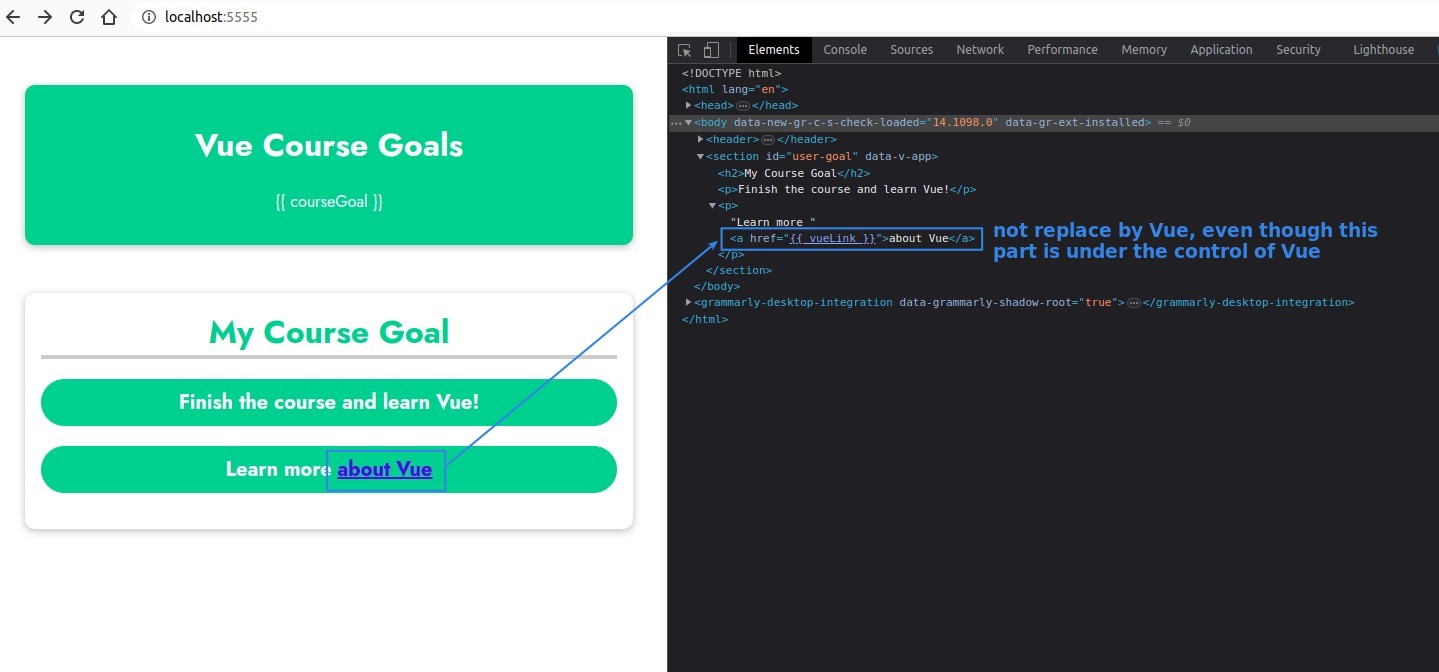 localhost:5555
Vue Course Goals
{{ courseGoal }}
My Course Goal
Finish the course and learn Vue!
Learn more about Vue
Elements Console Sources Network Performance Memory Application Security Lighthouse
<!DOCTYPE html>
<html lang="en">
<head>…</head>
<body data-new-gr-c-s-check-loaded="14.1098.0" data-gr-ext-installed> == $0
<header>…</header>
<section id="user-goal" data-v-app>
<h2>My Course Goal</h2>
<p>Finish the course and learn Vue!</p>
<p>
"Learn more "
<a href="{{ vueLink }}">about Vue</a>
</p>
</section>
</body>
<grammarly-desktop-integration data-grammarly-shadow-root="true">…</grammarly-desktop-integration>
</html>
not replace by Vue, even though this
part is under the control of Vue